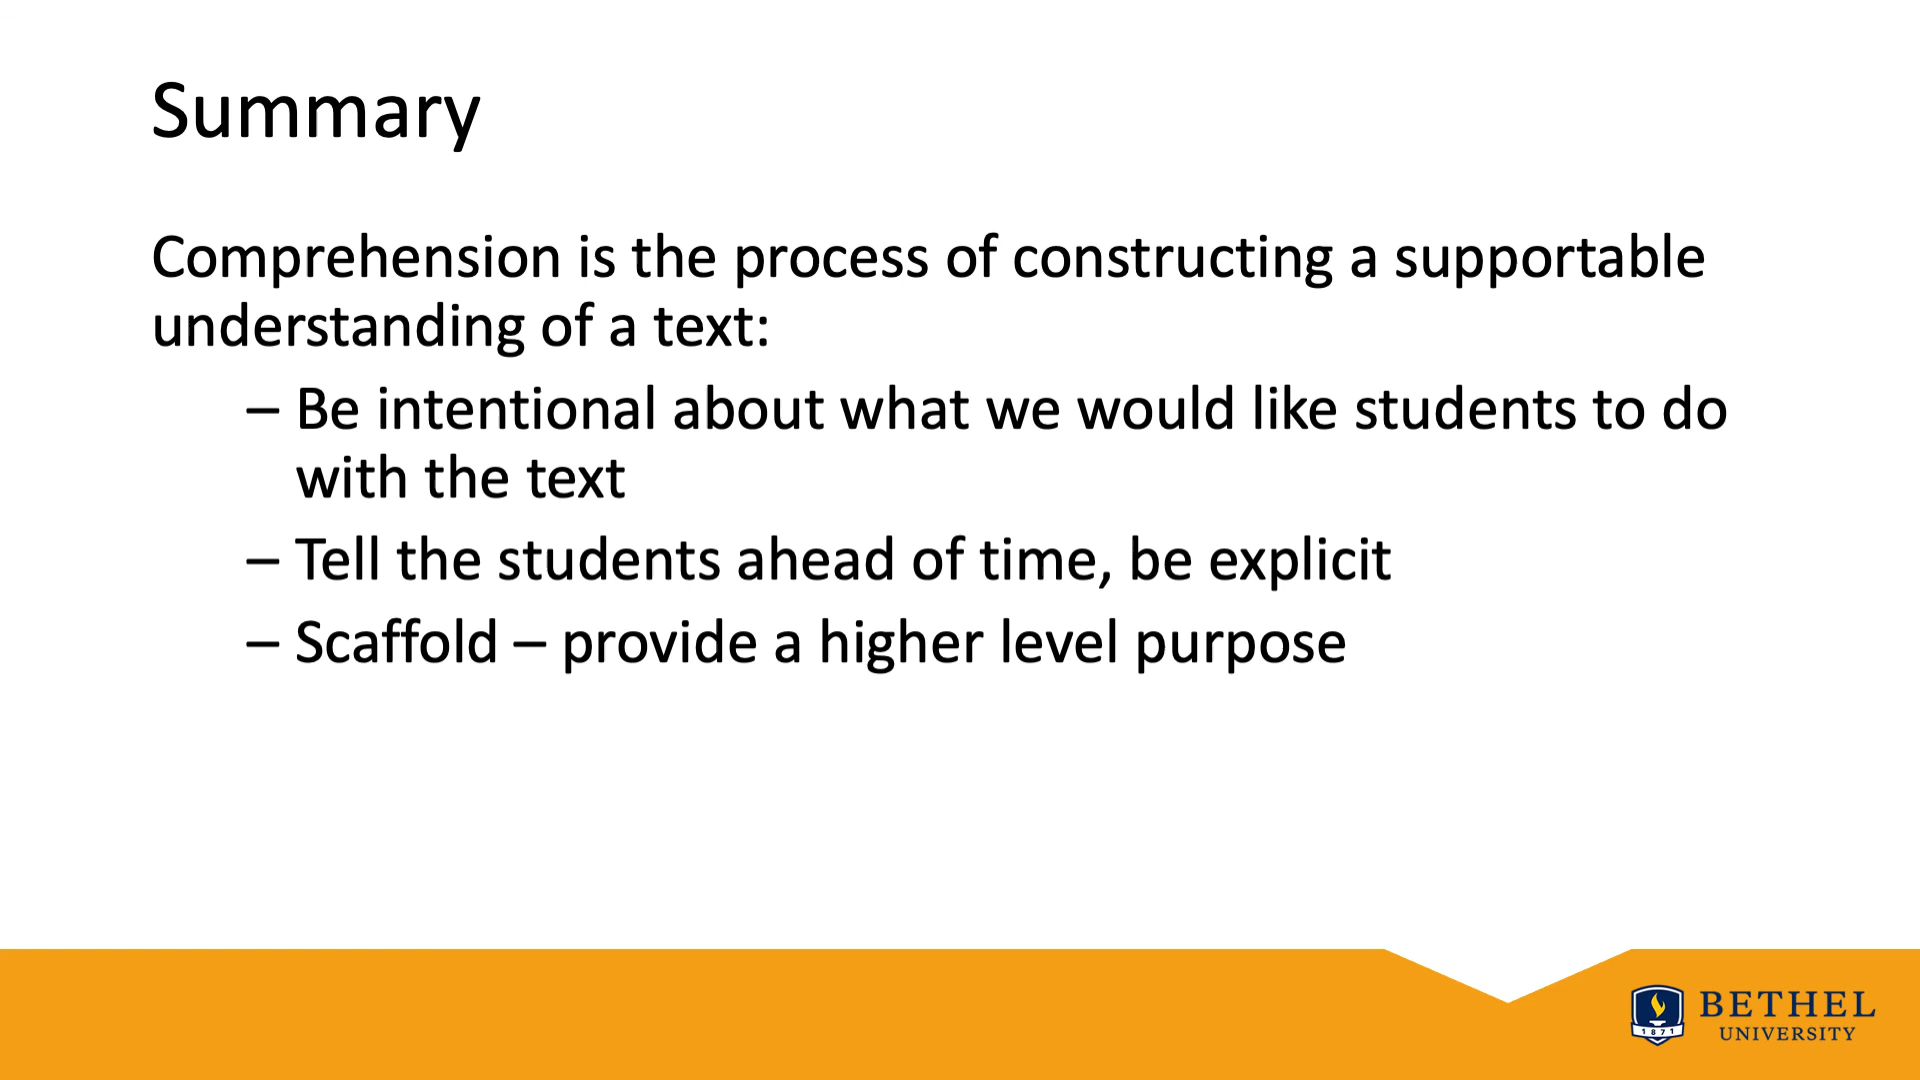 Summary
Comprehension is the process of constructing a supportable
understanding of a text:
– Be intentional about what we would like students to do
with the text
– Tell the students ahead of time, be explicit
– Scaffold – provide a higher level purpose
BETHEL
UNIVERSITY
1871